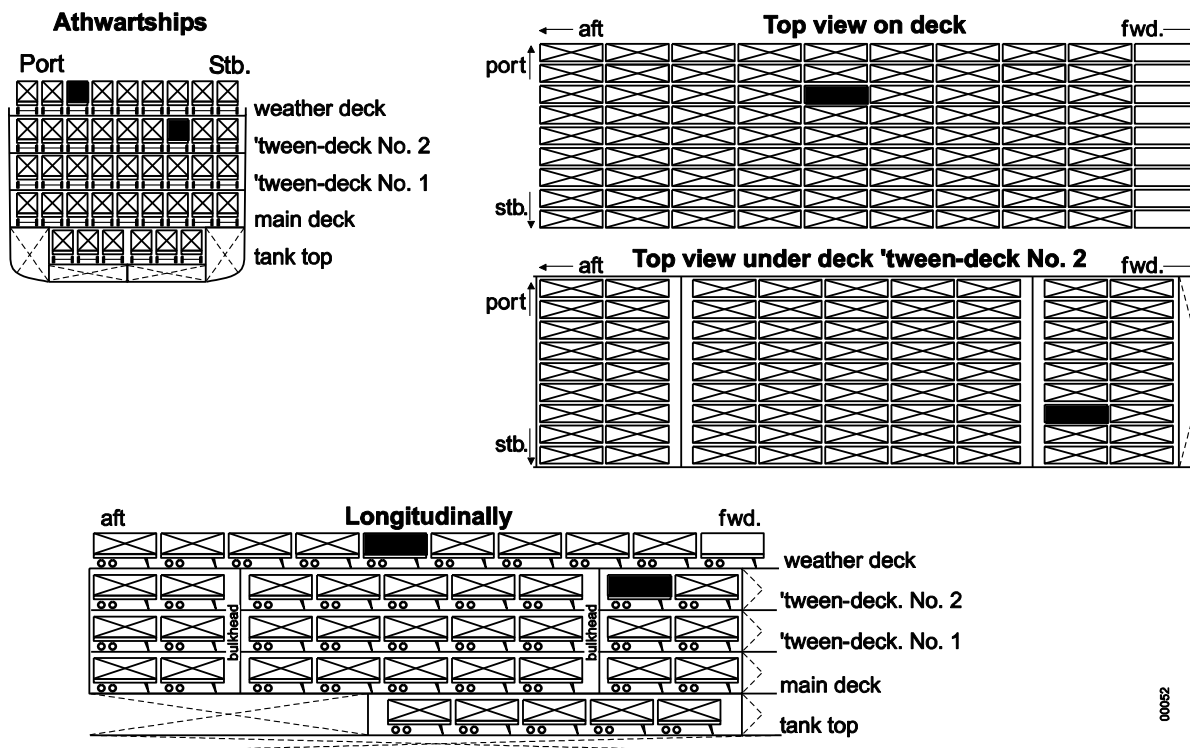 Athwartships
Port Stb.
weather deck
'tween-deck No. 2
'tween-deck No. 1
main deck
tank top
aft Top view on deck fwd.
port
stb.
aft Top view under deck 'tween-deck No. 2 fwd.
port
stb.
aft Longitudinally fwd.
weather deck
'tween-deck. No. 2
'tween-deck. No. 1
main deck
tank top
bulkhead
bulkhead
00052